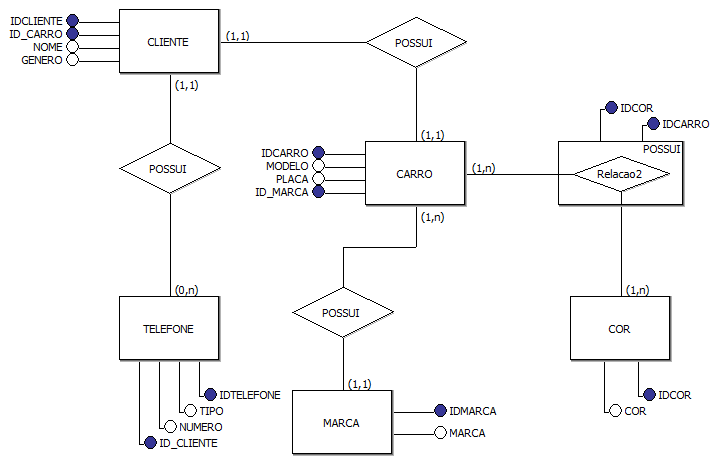 IDCLIENTE
ID_CARRO
NOME
GENERO
CLIENTE
(1,1)
POSSUI
(1,1)
(1,1)
IDCOR
IDCARRO
POSSUI
POSSUI
IDCARRO
MODELO
PLACA
ID_MARCA
CARRO
(1,n)
Relacao2
(1,n)
(0,n)
(1,n)
POSSUI
TELEFONE
COR
(1,1)
IDTELEFONE
TIPO
NUMERO
ID_CLIENTE
MARCA
IDMARCA
MARCA
IDCOR
COR